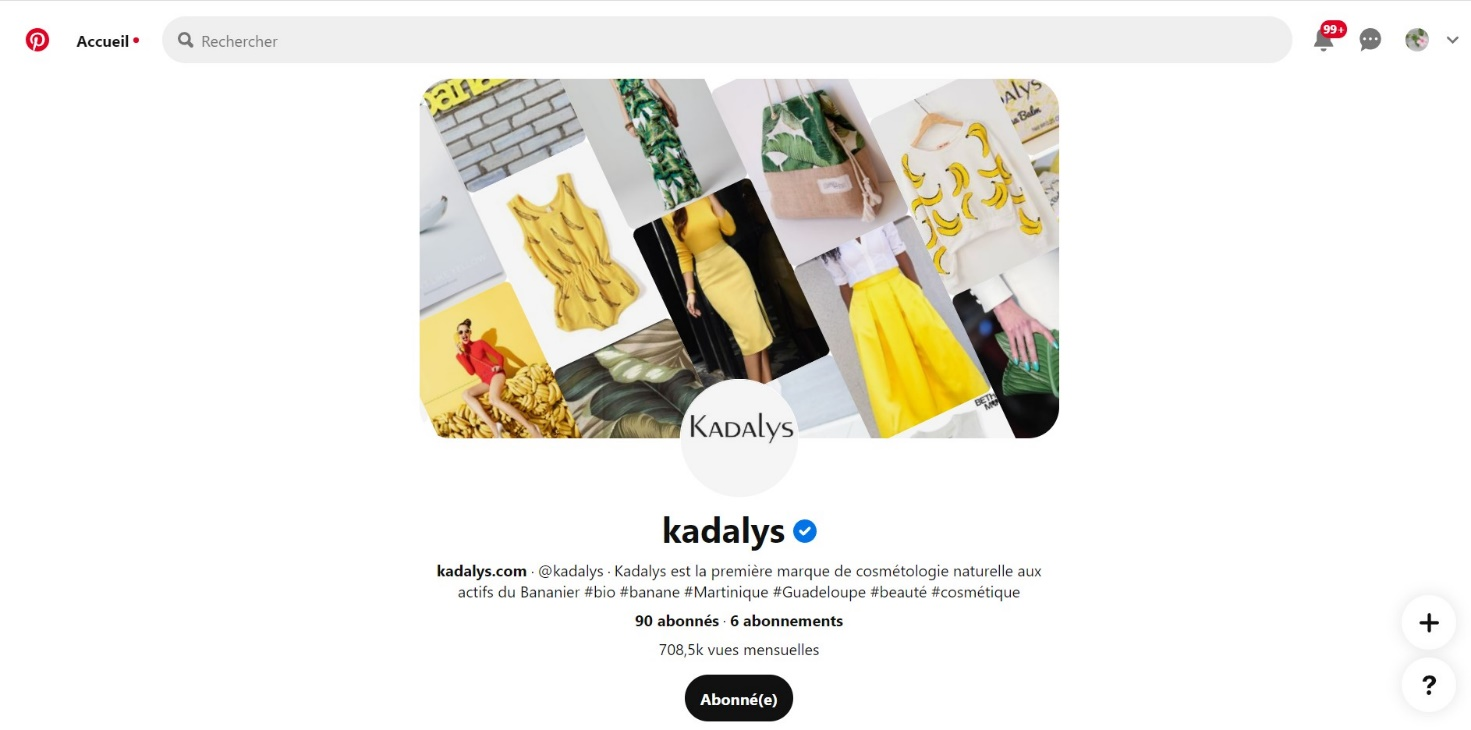 Accueil
Rechercher
99+
KADALYS
kadalys
kadalys.com · @kadalys · Kadalys est la première marque de cosmétologie naturelle aux
actifs du Bananier #bio #banane #Martinique #Guadeloupe #beauté #cosmétique
90 abonnés · 6 abonnements
708,5k vues mensuelles
Abonné(e)
+
?